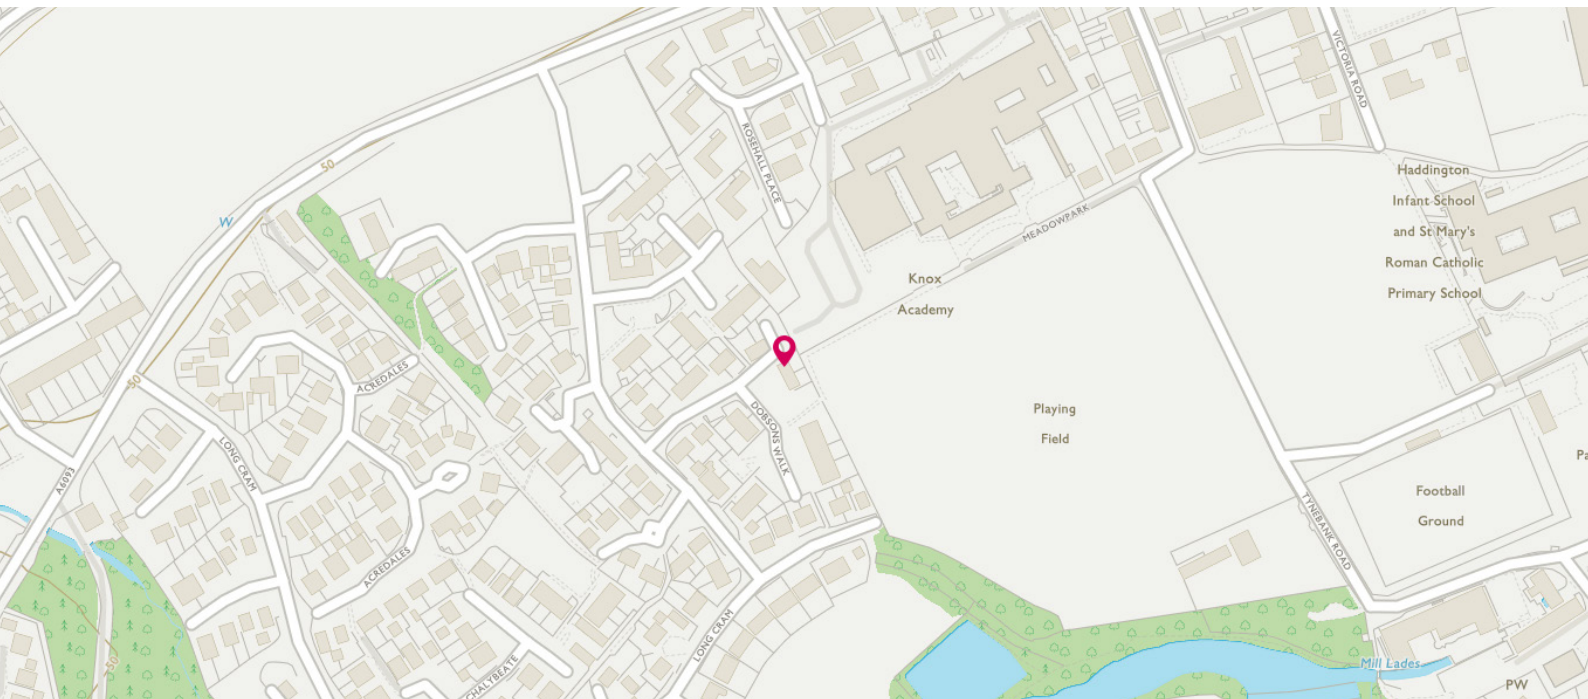 VICTORIA ROAD
ROSEHALL PLACE
50
Haddington
Infant School
and St Mary's
Roman Catholic
Primary School
W
MEADOWPARK
Knox
Academy
50
ACREDALES
Playing
Field
DOBSONS WALK
LONG CRAM
A6093
Pa
Football
Ground
TYNEBANK ROAD
ACREDALES
LONG CRAM
50
CHALYBEATE
Mill Lades
PW